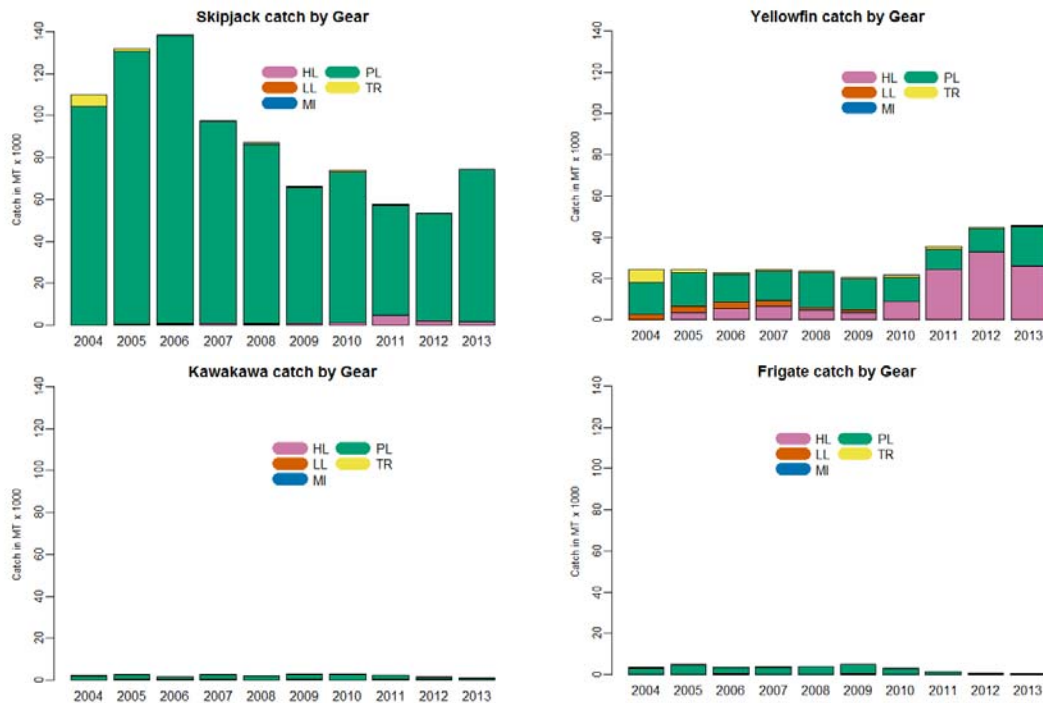 Skipjack catch by Gear
Catch in MT x 1000
0 20 40 60 80 100 120 140
HL PL
LL TR
MI
2004 2005 2006 2007 2008 2009 2010 2011 2012 2013
Yellowfin catch by Gear
Catch in MT x 1000
0 20 40 60 80 100 120 140
HL PL
LL TR
MI
2004 2005 2006 2007 2008 2009 2010 2011 2012 2013
Kawakawa catch by Gear
Catch in MT x 1000
0 20 40 60 80 100 120 140
HL PL
LL TR
MI
2004 2005 2006 2007 2008 2009 2010 2011 2012 2013
Frigate catch by Gear
Catch in MT x 1000
0 20 40 60 80 100 120 140
HL PL
LL TR
MI
2004 2005 2006 2007 2008 2009 2010 2011 2012 2013